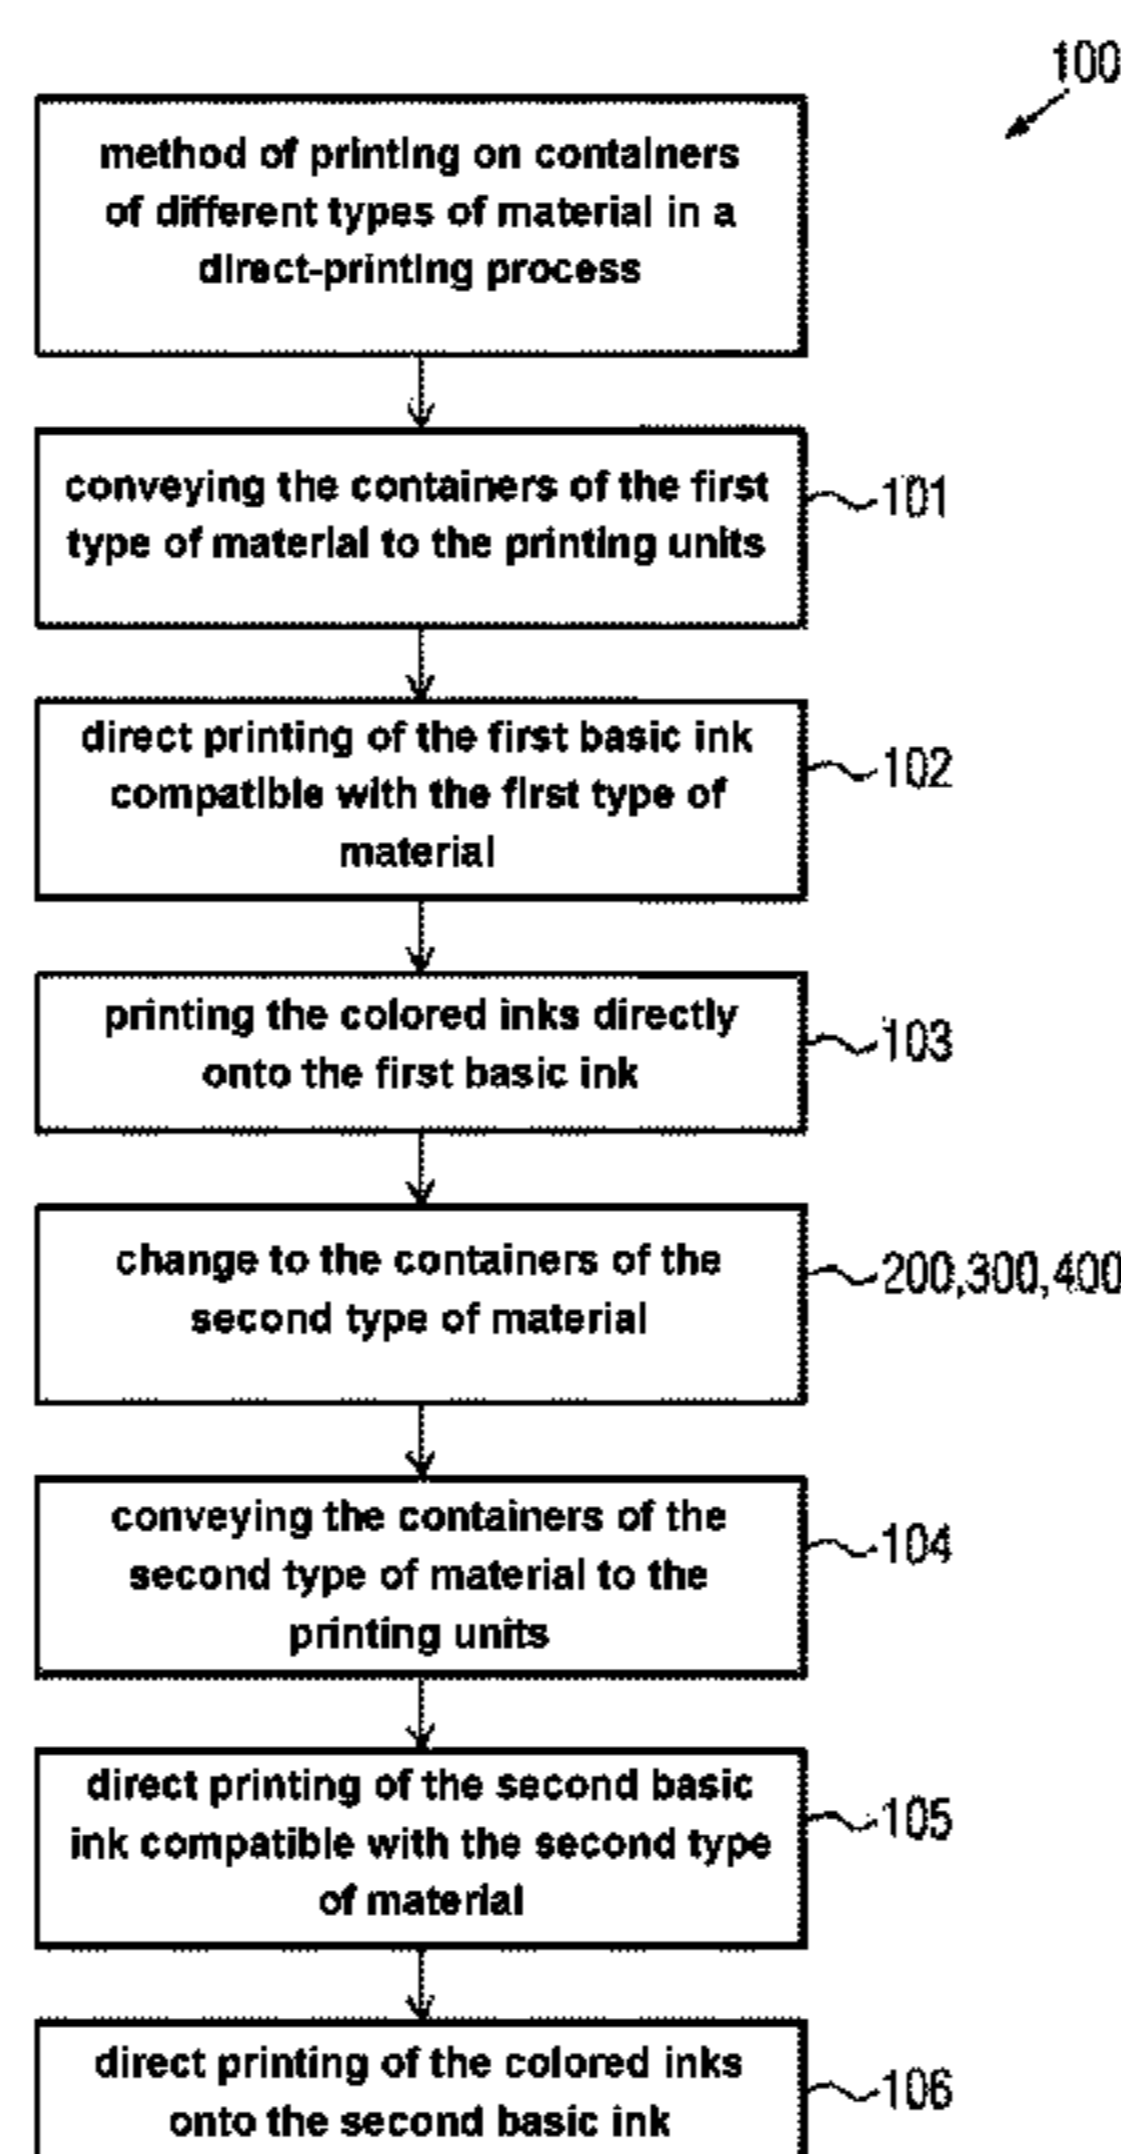 100
method of printing on containers
of different types of material in a
direct-printing process
conveying the containers of the first
type of material to the printing units
101
direct printing of the first basic ink
compatible with the first type of
material
102
printing the colored inks directly
onto the first basic ink
103
change to the containers of the
second type of material
200,300,400
conveying the containers of the
second type of material to the
printing units
104
direct printing of the second basic
ink compatible with the second type
of material
105
direct printing of the colored inks
onto the second basic ink
106